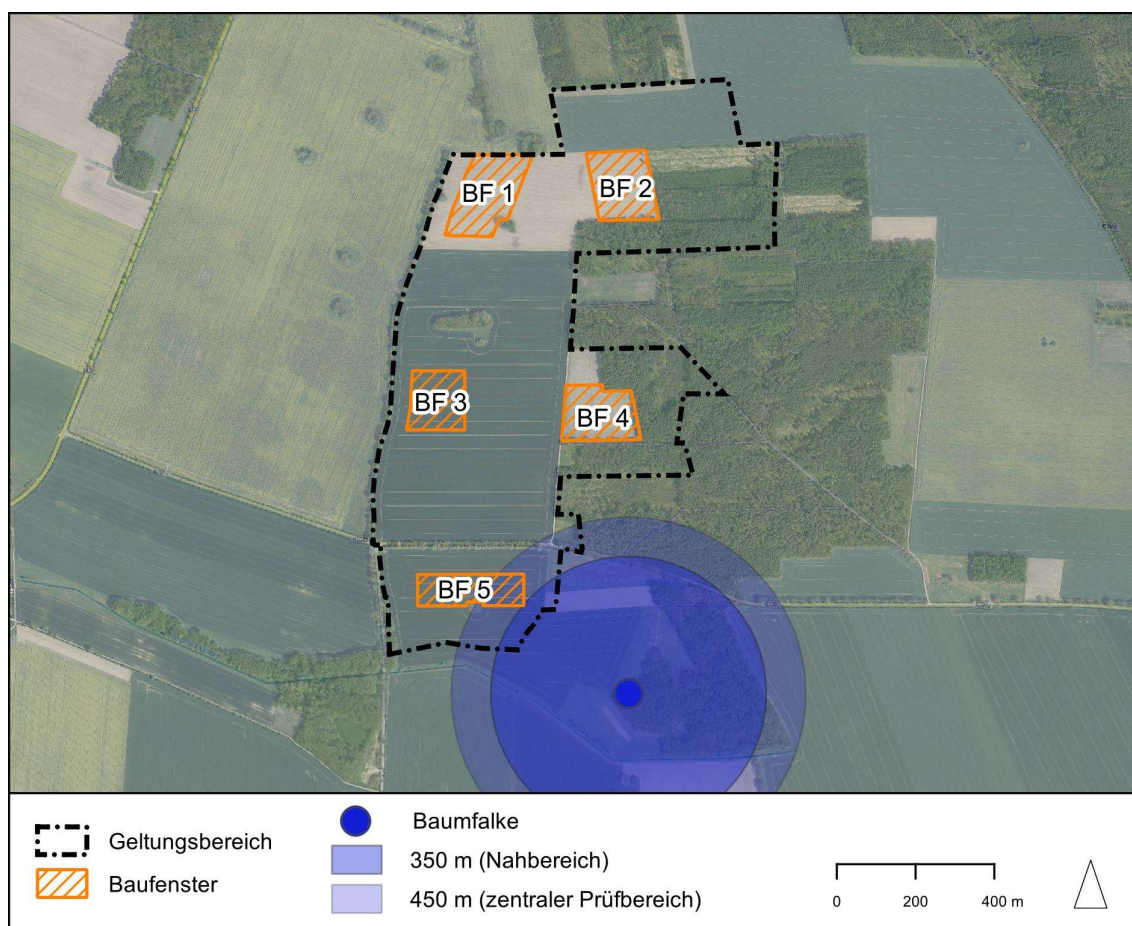 BF 1
BF 2
BF 3
BF 4
BF 5
Geltungsbereich
Baufenster
Baumfalke
350 m (Nahbereich)
450 m (zentraler Prüfbereich)
0 200 400 m